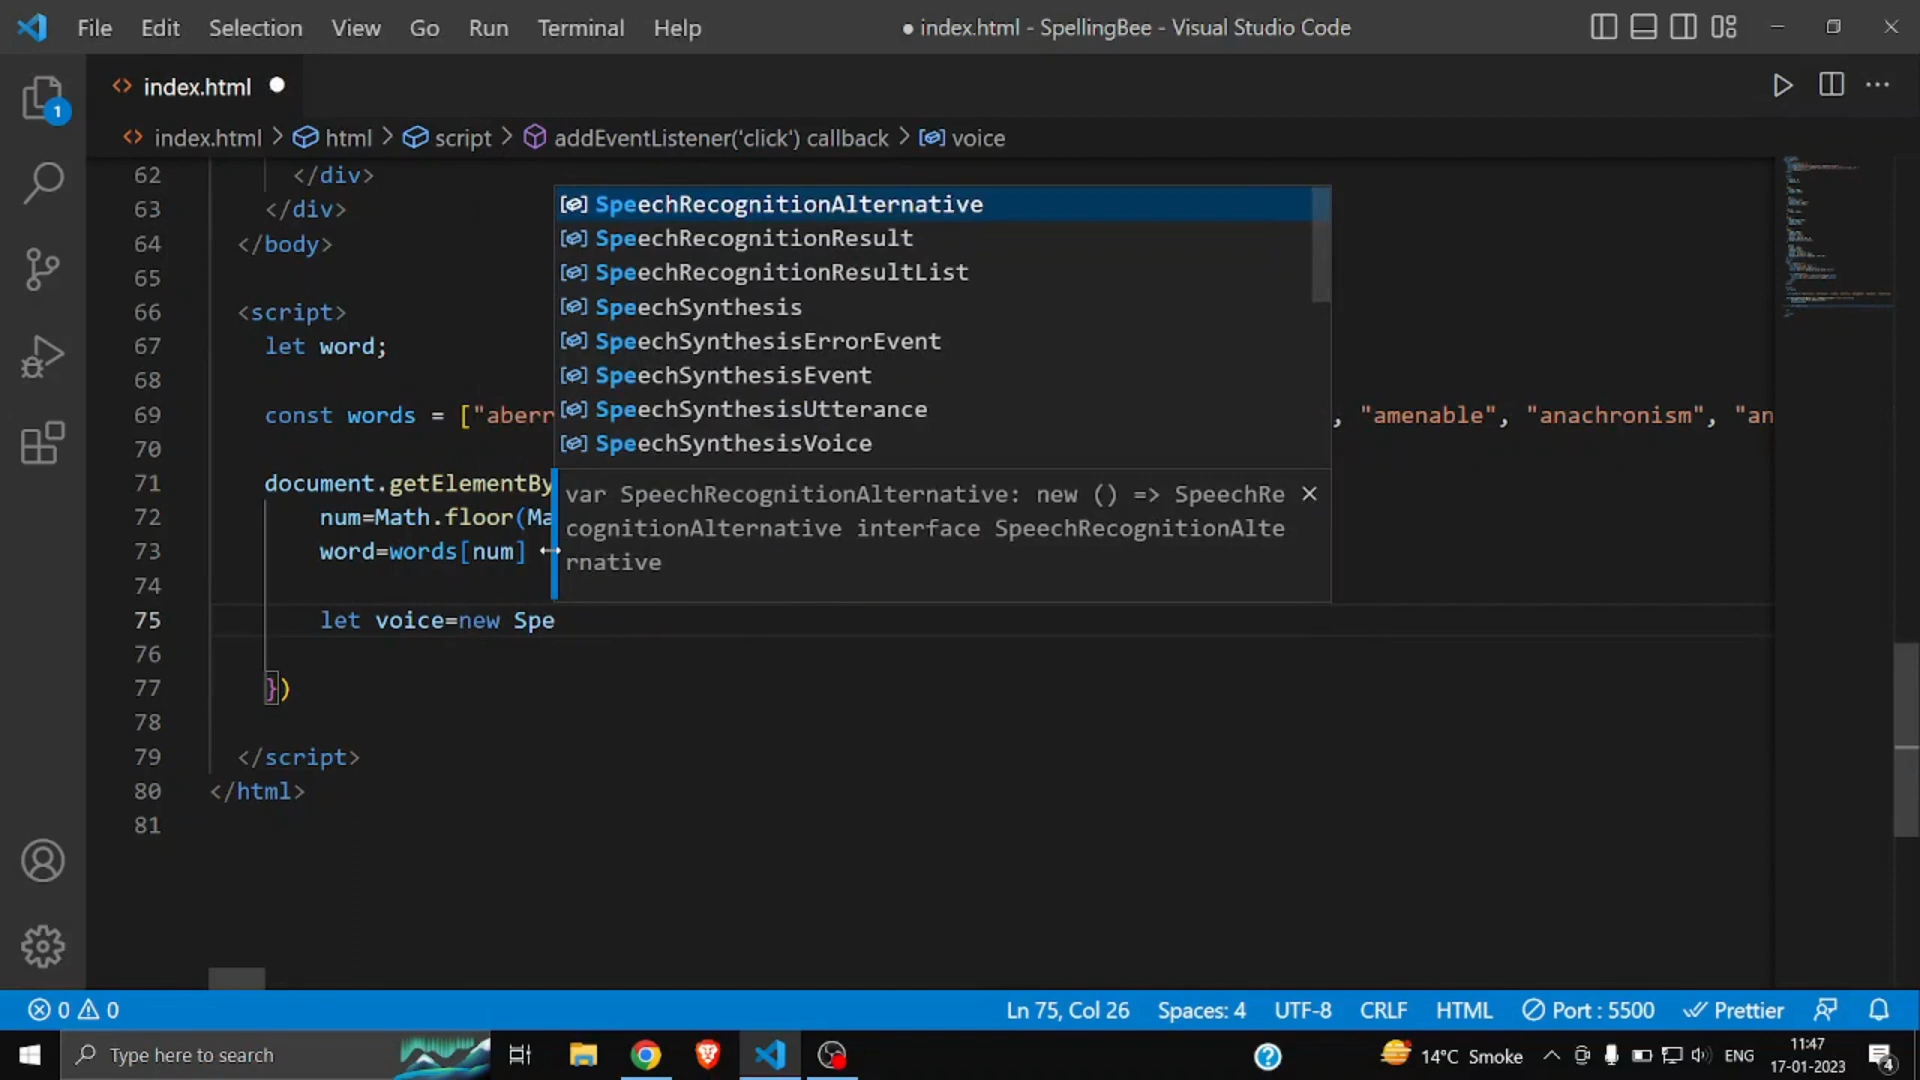 File Edit Selection View Go Run Terminal Help
● index.html - SpellingBee - Visual Studio Code
index.html
1
index.html > html > script > addEventListener('click') callback > voice
62 </div>
63 </div>
64 </body>
65
66 <script>
67 let word;
68
69 const words = ["aberr , "amenable", "anachronism", "an
70
71 document.getElementBy
72 num=Math.floor(Ma
73 word=words[num]
74
75 let voice=new Spe
76
77 })
78
79 </script>
80 </html>
81
SpeechRecognitionAlternative
SpeechRecognitionResult
SpeechRecognitionResultList
SpeechSynthesis
SpeechSynthesisErrorEvent
SpeechSynthesisEvent
SpeechSynthesisUtterance
SpeechSynthesisVoice
var SpeechRecognitionAlternative: new () => SpeechRe
cognitionAlternative interface SpeechRecognitionAlte
rnative
0 0
Ln 75, Col 26 Spaces: 4 UTF-8 CRLF HTML Port : 5500 Prettier
Type here to search
14°C Smoke
ENG
11:47
17-01-2023
4